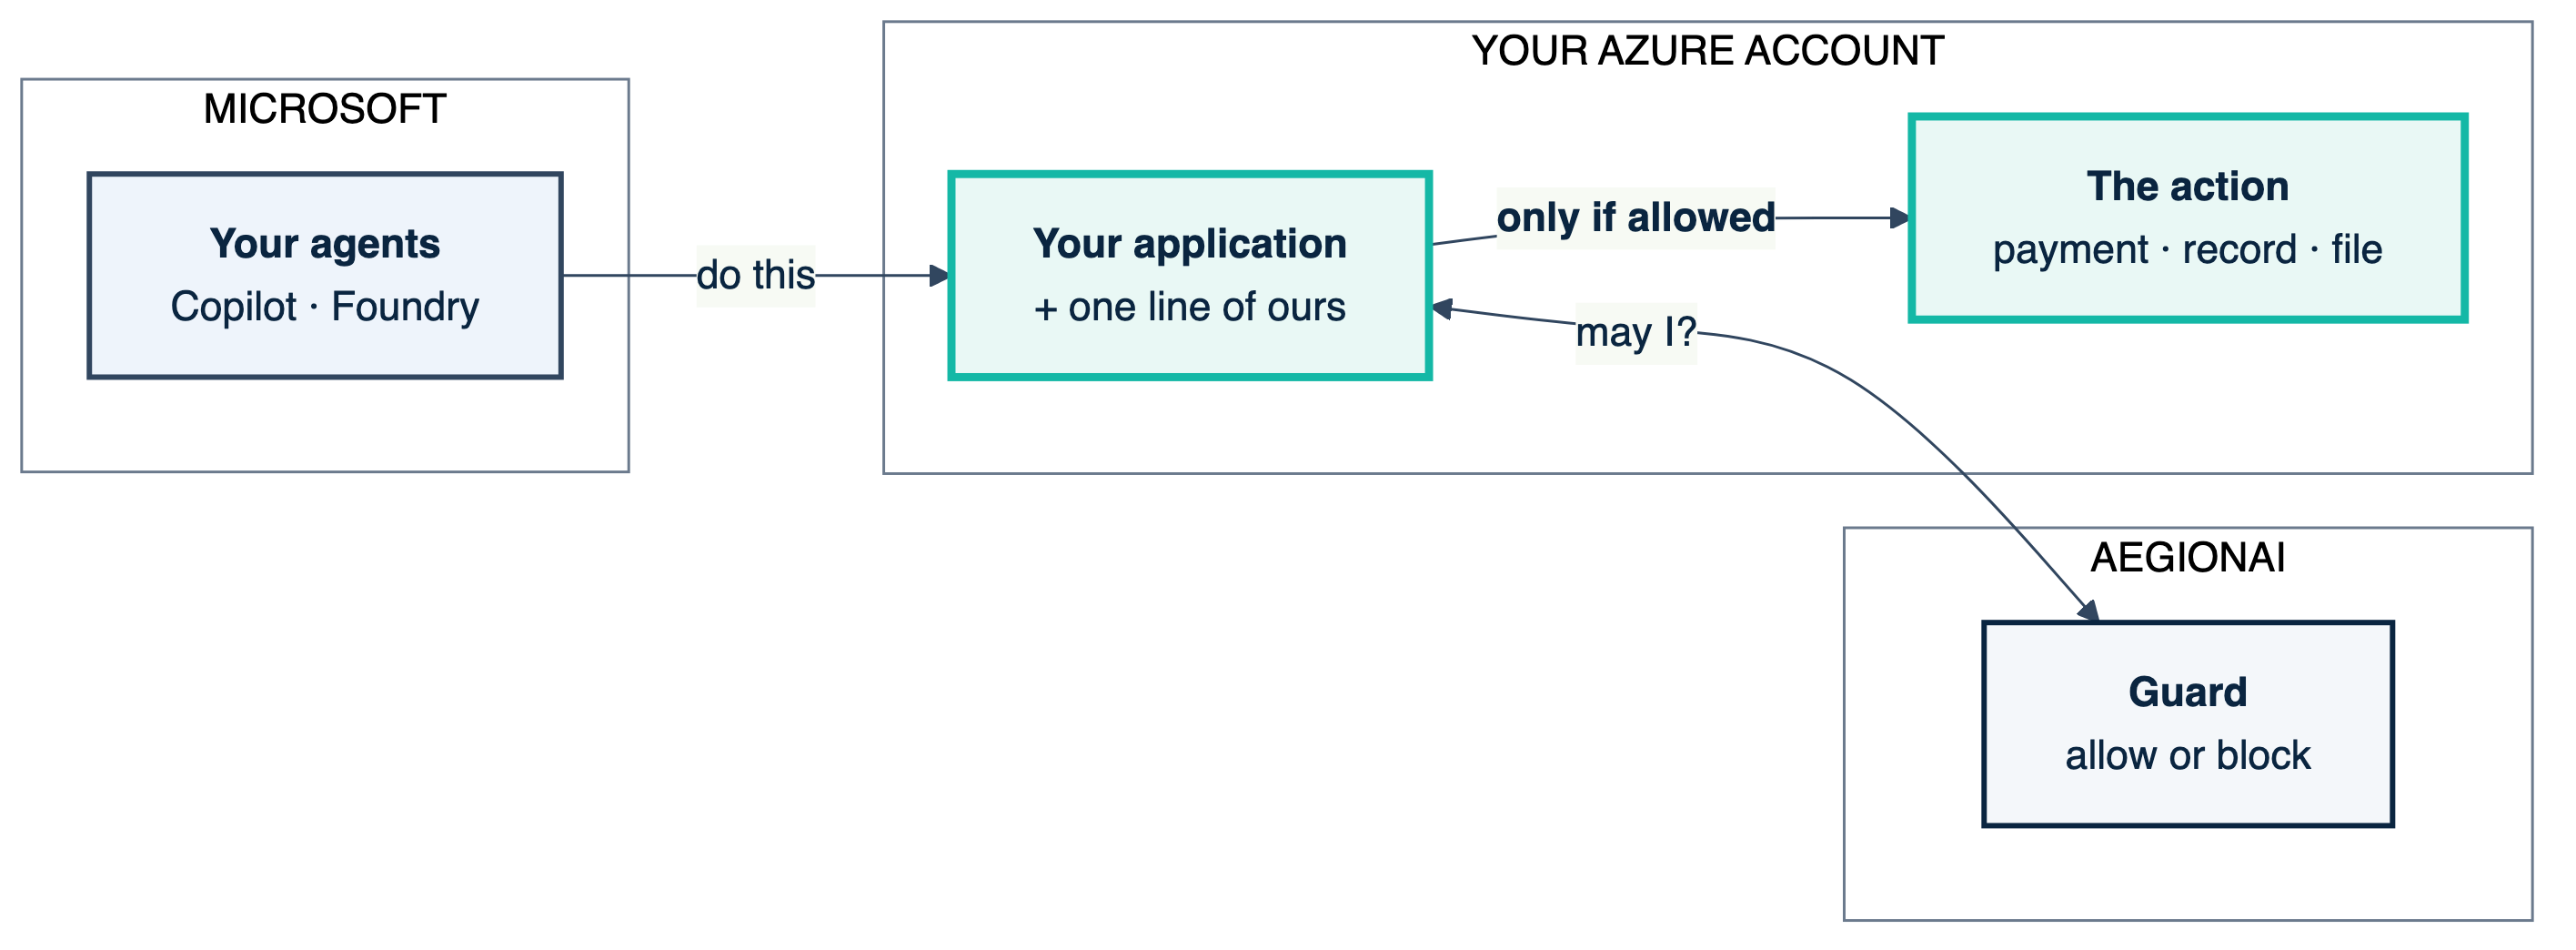 MICROSOFT
Your agents
Copilot · Foundry
do this
YOUR AZURE ACCOUNT
Your application
+ one line of ours
only if allowed
may I?
The action
payment · record · file
AEGIONAI
Guard
allow or block